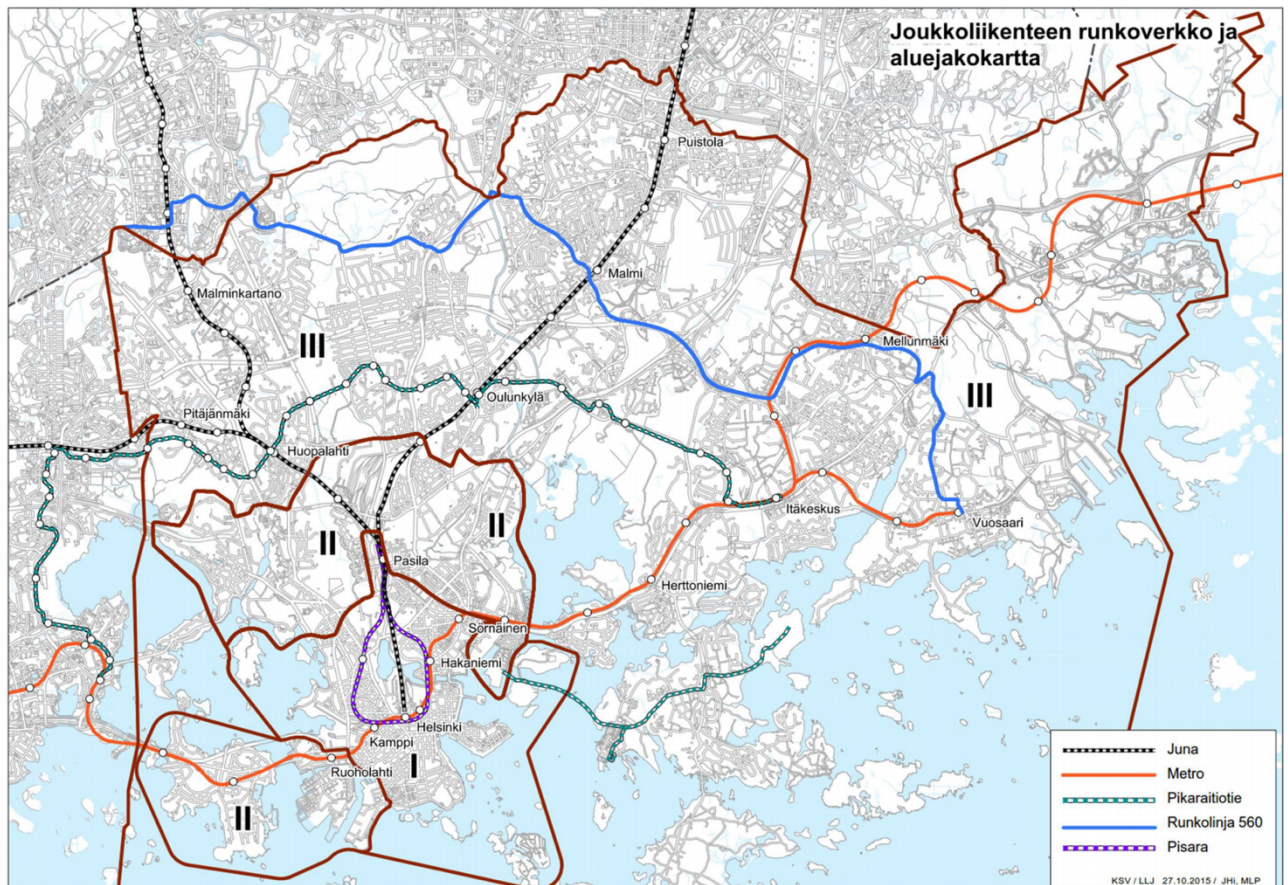 Joukkoliikenteen runkoverkko ja
aluejakokartta
Puistola
Malmi
Malminkartano
Mellunmäki
III
III
Oulunkylä
Pitäjänmäki
Huopalahti
Itäkeskus
Vuosaari
II
II
Pasila
Herttoniemi
Sörnäinen
Hakaniemi
Helsinki
Kamppi
I
Ruoholahti
II
Juna
Metro
Pikaraitiotie
Runkolinja 560
Pisara
KSV / LLJ 27.10.2015 / JHi, MLP